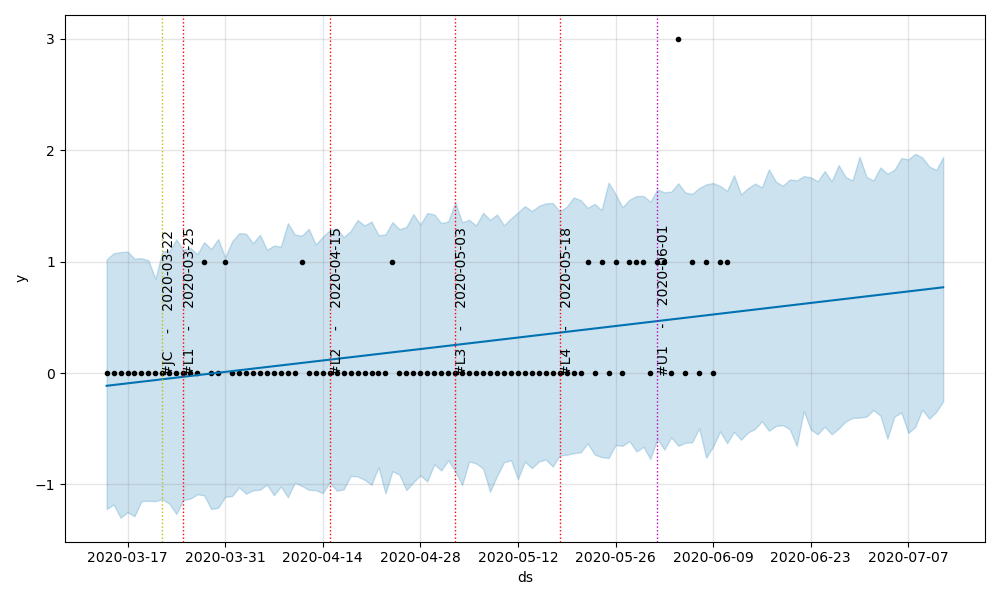 3
2
1
0
−1
y
#JC - 2020-03-22
#L1 - 2020-03-25
#L2 - 2020-04-15
#L3 - 2020-05-03
#L4 - 2020-05-18
#U1 - 2020-06-01
2020-03-17
2020-03-31
2020-04-14
2020-04-28
2020-05-12
2020-05-26
2020-06-09
2020-06-23
2020-07-07
ds